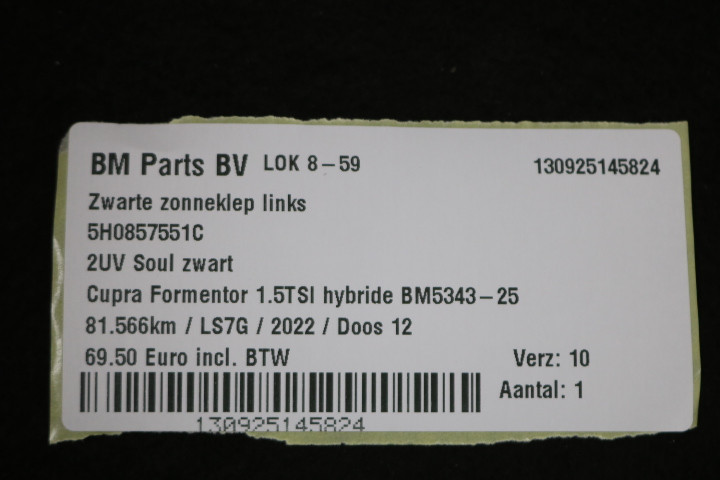 BM Parts BV LOK 8-59 130925145824
Zwarte zonneklep links
5H0857551C
2UV Soul zwart
Cupra Formentor 1.5TSI hybride BM5343-25
81.566km / LS7G / 2022 / Doos 12
69.50 Euro incl. BTW Verz: 10
Aantal: 1
130925145824